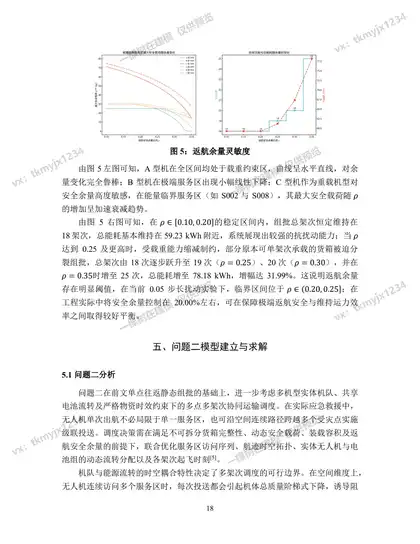 图 5：返航余量灵敏度
由图 5 左图可知，A 型机在全区间均处于载重约束区，曲线呈水平直线，对余
量变化完全鲁棒；B 型机在极端服务区出现小幅线性下降；C 型机作为重载机型对
安全余量高度敏感，在能量临界服务区（如 S002 与 S008），其最大安全载荷随 ρ
的增加呈加速衰减趋势。
由图 5 右图可知，在 ρ ∈ [0.10, 0.20]的稳定区间内，组批总架次恒定维持在
18 架次，总能耗基本维持在 59.23 kWh 附近，系统展现出较强的抗扰动能力；当 ρ
达到 0.25 及更高时，受载重能力缩减制约，部分原本可单架次承载的货箱被迫分
裂组批，总架次由 18 次逐步跃升至 19 次（ρ = 0.25）、20 次（ρ = 0.30），并在
ρ = 0.35时增至 25 次，总能耗增至 78.18 kWh，增幅达 31.99%。这说明返航余量
存在明显阈值，在当前 0.05 步长扰动实验下，临界区间位于 ρ ∈ (0.20, 0.25]；在
工程实际中将安全余量控制在 20.00%左右，可在保障极端返航安全与维持运力效
率之间取得较好平衡。
五、问题二模型建立与求解
5.1 问题二分析
问题二在前文单点往返静态组批的基础上，进一步考虑多机型实体机队、共享
电池流转及严格物资时效约束下的多点多架次协同运输调度。在实际应急救援中，
无人机单次出航不必局限于单一服务区，也可沿空间连续路径跨越多个受灾点实施
级联投送。调度决策需在满足不可拆分货箱完整性、动态安全载荷、装载容积及返
航安全余量的前提下，联合优化服务区访问序列、航迹时空拓扑、实体无人机与电
池组的动态流转分配以及各架次起飞时刻[5]。
机队与能源流转的时空耦合特性决定了多架次调度的可行边界。在空间维度上，
无人机连续访问多个服务区时，每次投送都会引起机体总质量阶梯式下降，诱导阻
18
vx：tkmyjx1234